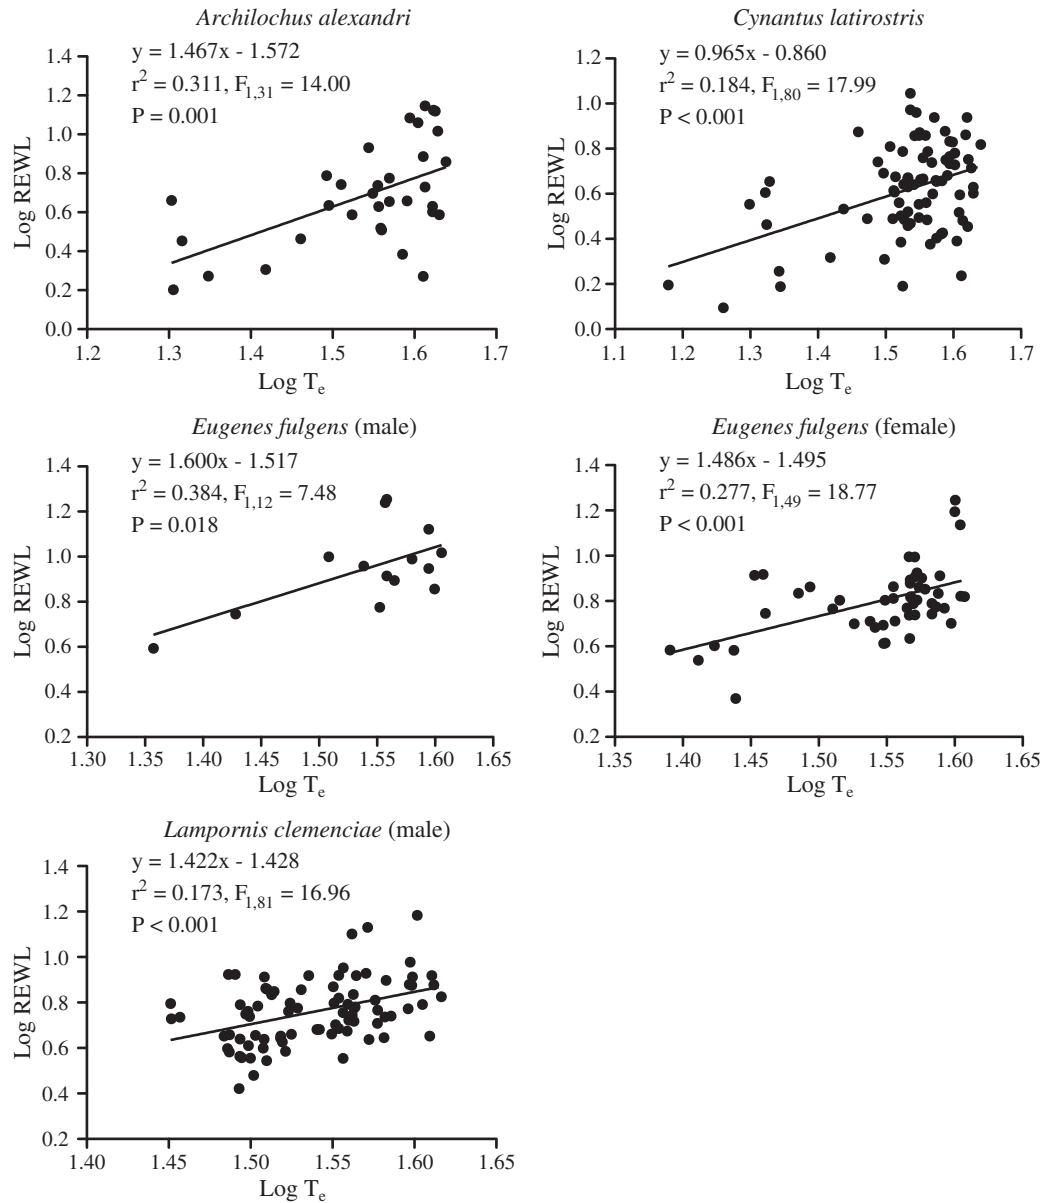 Archilochus alexandri
y = 1.467x - 1.572
r² = 0.311, F1,31 = 14.00
P = 0.001
1.4
1.2
1.0
0.8
0.6
0.4
0.2
0.0
Log REWL
1.2 1.3 1.4 1.5 1.6 1.7
Log Te
Cynantus latirostris
y = 0.965x - 0.860
r² = 0.184, F1,80 = 17.99
P < 0.001
1.2
1.0
0.8
0.6
0.4
0.2
0.0
Log REWL
1.1 1.2 1.3 1.4 1.5 1.6 1.7
Log Te
Eugenes fulgens (male)
y = 1.600x - 1.517
r² = 0.384, F1,12 = 7.48
P = 0.018
1.4
1.2
1.0
0.8
0.6
0.4
0.2
Log REWL
1.30 1.35 1.40 1.45 1.50 1.55 1.60 1.65
Log Te
Eugenes fulgens (female)
y = 1.486x - 1.495
r² = 0.277, F1,49 = 18.77
P < 0.001
1.4
1.2
1.0
0.8
0.6
0.4
0.2
Log REWL
1.35 1.40 1.45 1.50 1.55 1.60 1.65
Log Te
Lampornis clemenciae (male)
y = 1.422x - 1.428
r² = 0.173, F1,81 = 16.96
P < 0.001
1.4
1.2
1.0
0.8
0.6
0.4
0.2
Log REWL
1.40 1.45 1.50 1.55 1.60 1.65
Log Te